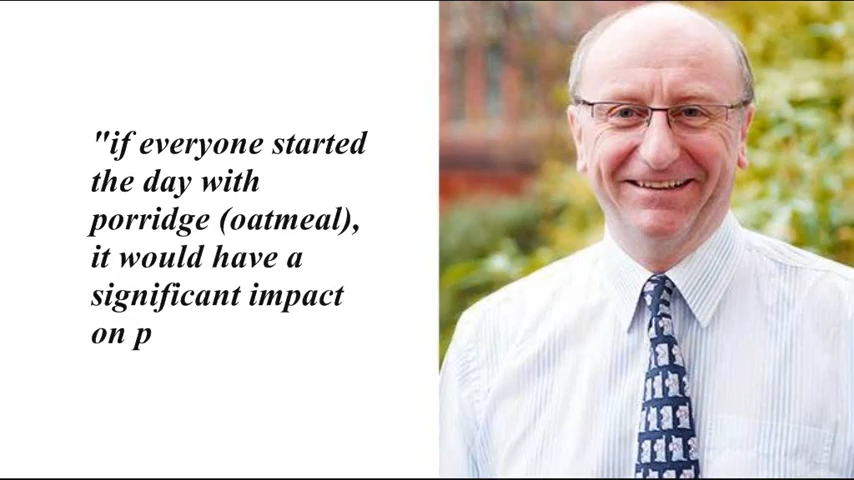 "if everyone started
the day with
porridge (oatmeal),
it would have a
significant impact
on p